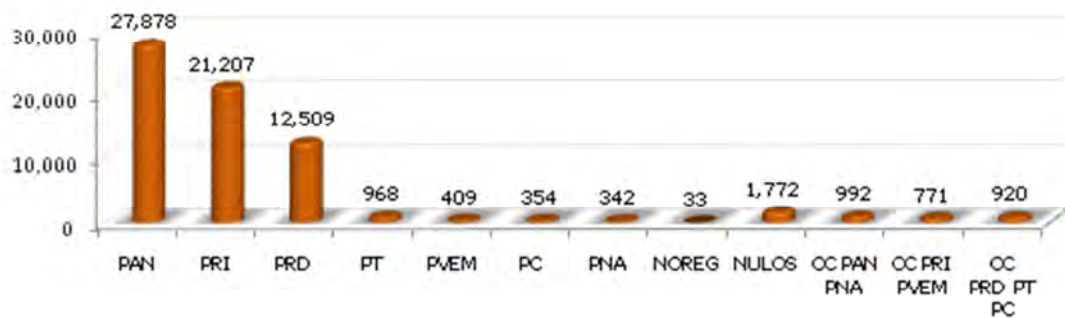 27,878
30,000
21,207
20,000
12,509
10,000
968 409 354 342 33 1,772 992 771 920
0
PAN PRI PRD PT PVEM PC PNA NOREG NULOS CC PAN CC PRI CC
PNA PVEM PRD PT
PC